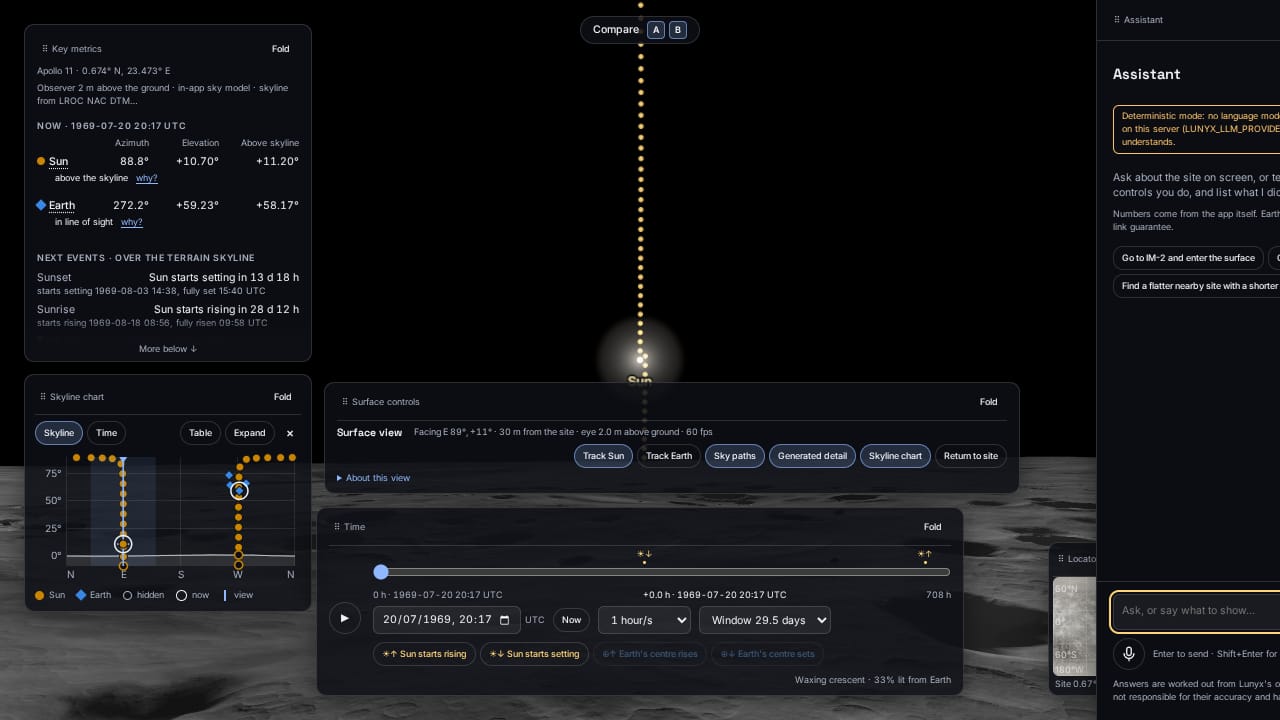 Compare A B
Key metrics Fold
Apollo 11 · 0.674° N, 23.473° E
Observer 2 m above the ground · in-app sky model · skyline
from LROC NAC DTM...
NOW · 1969-07-20 20:17 UTC
Azimuth Elevation Above skyline
Sun 88.8° +10.70° +11.20°
above the skyline why?
Earth 272.2° +59.23° +58.17°
in line of sight why?
NEXT EVENTS · OVER THE TERRAIN SKYLINE
Sunset Sun starts setting in 13 d 18 h
starts setting 1969-08-03 14:38, fully set 15:40 UTC
Sunrise Sun starts rising in 28 d 12 h
starts rising 1969-08-18 08:56, fully risen 09:58 UTC
More below ↓
Skyline chart Fold
Skyline Time Table Expand ×
75°
50°
25°
0°
N E S W N
Sun Earth hidden now view
Sun
Surface controls Fold
Surface view Facing E 89°, +11° · 30 m from the site · eye 2.0 m above ground · 60 fps
Track Sun Track Earth Sky paths Generated detail Skyline chart Return to site
About this view
Time Fold
☀↓ ☀↑
0 h · 1969-07-20 20:17 UTC +0.0 h · 1969-07-20 20:17 UTC 708 h
20/07/1969, 20:17 UTC Now 1 hour/s Window 29.5 days
☀↑ Sun starts rising ☀↓ Sun starts setting ⊕↑ Earth's centre rises ⊕↓ Earth's centre sets
Waxing crescent · 33% lit from Earth
Locato
60°N
0°
60°S
180°W
Site 0.67°
Assistant
Assistant
Deterministic mode: no language mod
on this server (LUNYX_LLM_PROVIDE
understands.
Ask about the site on screen, or te
controls you do, and list what I di
Numbers come from the app itself. Eart
link guarantee.
Go to IM-2 and enter the surface
Find a flatter nearby site with a shorter
Ask, or say what to show...
Enter to send · Shift+Enter for
Answers are worked out from Lunyx's o
not responsible for their accuracy and ha